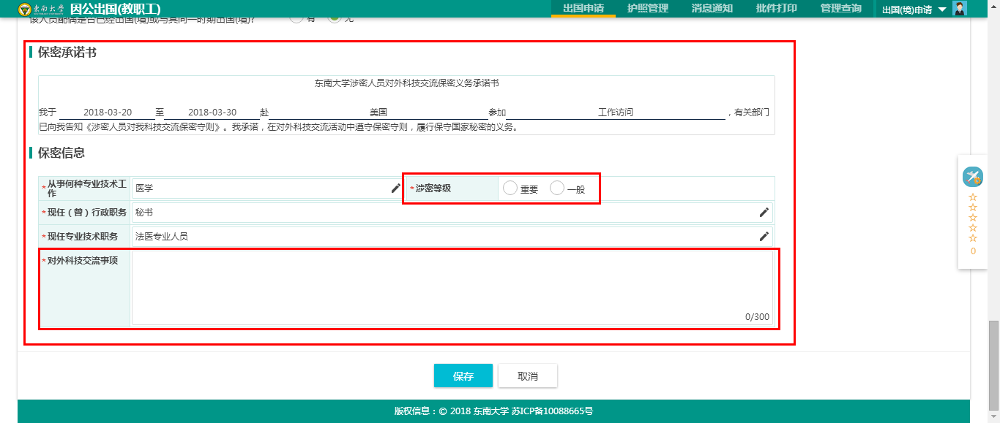 东南大学 因公出国(教职工) 出国申请 护照管理 消息通知 批件打印 管理查询 出国(境)申请
该人员配偶是否已经出国(境)或与其同一时期出国(境)? 有 无
保密承诺书
东南大学涉密人员对外科技交流保密义务承诺书
我于 2018-03-20 至 2018-03-30 赴 美国 参加 工作访问 ，有关部门
已向我告知《涉密人员对我科技交流保密守则》。我承诺，在对外科技交流活动中遵守保密守则，履行保守国家秘密的义务。
保密信息
*从事何种专业技术工作 医学 *涉密等级 重要 一般
*现任（曾）行政职务 秘书
*现任专业技术职务 法医专业人员
*对外科技交流事项
0/300
0
保存 取消
版权信息：© 2018 东南大学 苏ICP备10088665号